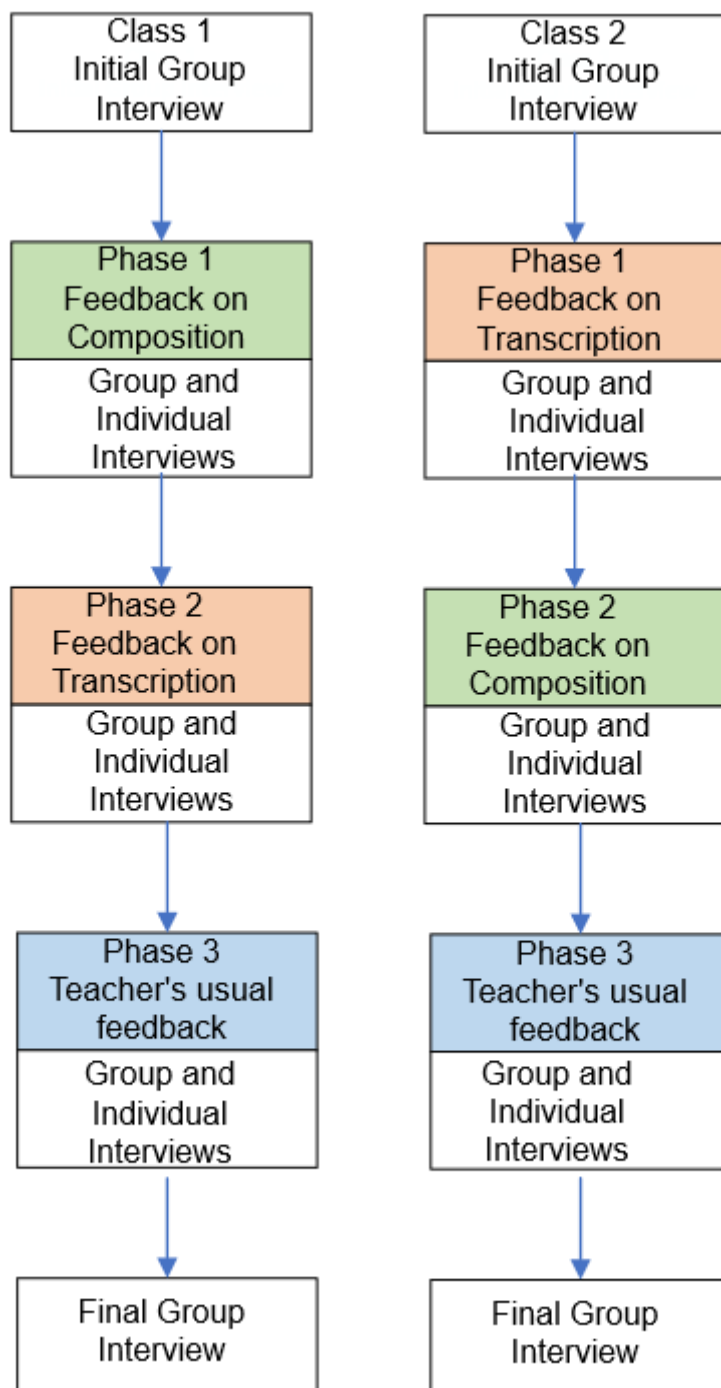 Class 1
Initial Group
Interview
Class 2
Initial Group
Interview
Phase 1
Feedback on
Composition
Group and
Individual
Interviews
Phase 1
Feedback on
Transcription
Group and
Individual
Interviews
Phase 2
Feedback on
Transcription
Group and
Individual
Interviews
Phase 2
Feedback on
Composition
Group and
Individual
Interviews
Phase 3
Teacher's usual
feedback
Group and
Individual
Interviews
Phase 3
Teacher's usual
feedback
Group and
Individual
Interviews
Final Group
Interview
Final Group
Interview